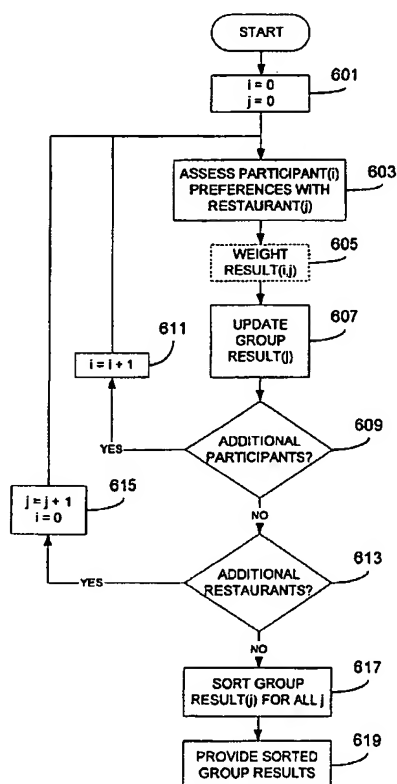 START
i = 0
j = 0
601
ASSESS PARTICIPANT(i)
PREFERENCES WITH
RESTAURANT(j)
603
WEIGHT
RESULT(i,j)
605
UPDATE
GROUP
RESULT(j)
607
611
i = i + 1
YES
ADDITIONAL
PARTICIPANTS?
609
j = j + 1
i = 0
615
NO
YES
ADDITIONAL
RESTAURANTS?
613
NO
SORT GROUP
RESULT(j) FOR ALL j
617
PROVIDE SORTED
GROUP RESULTS
619